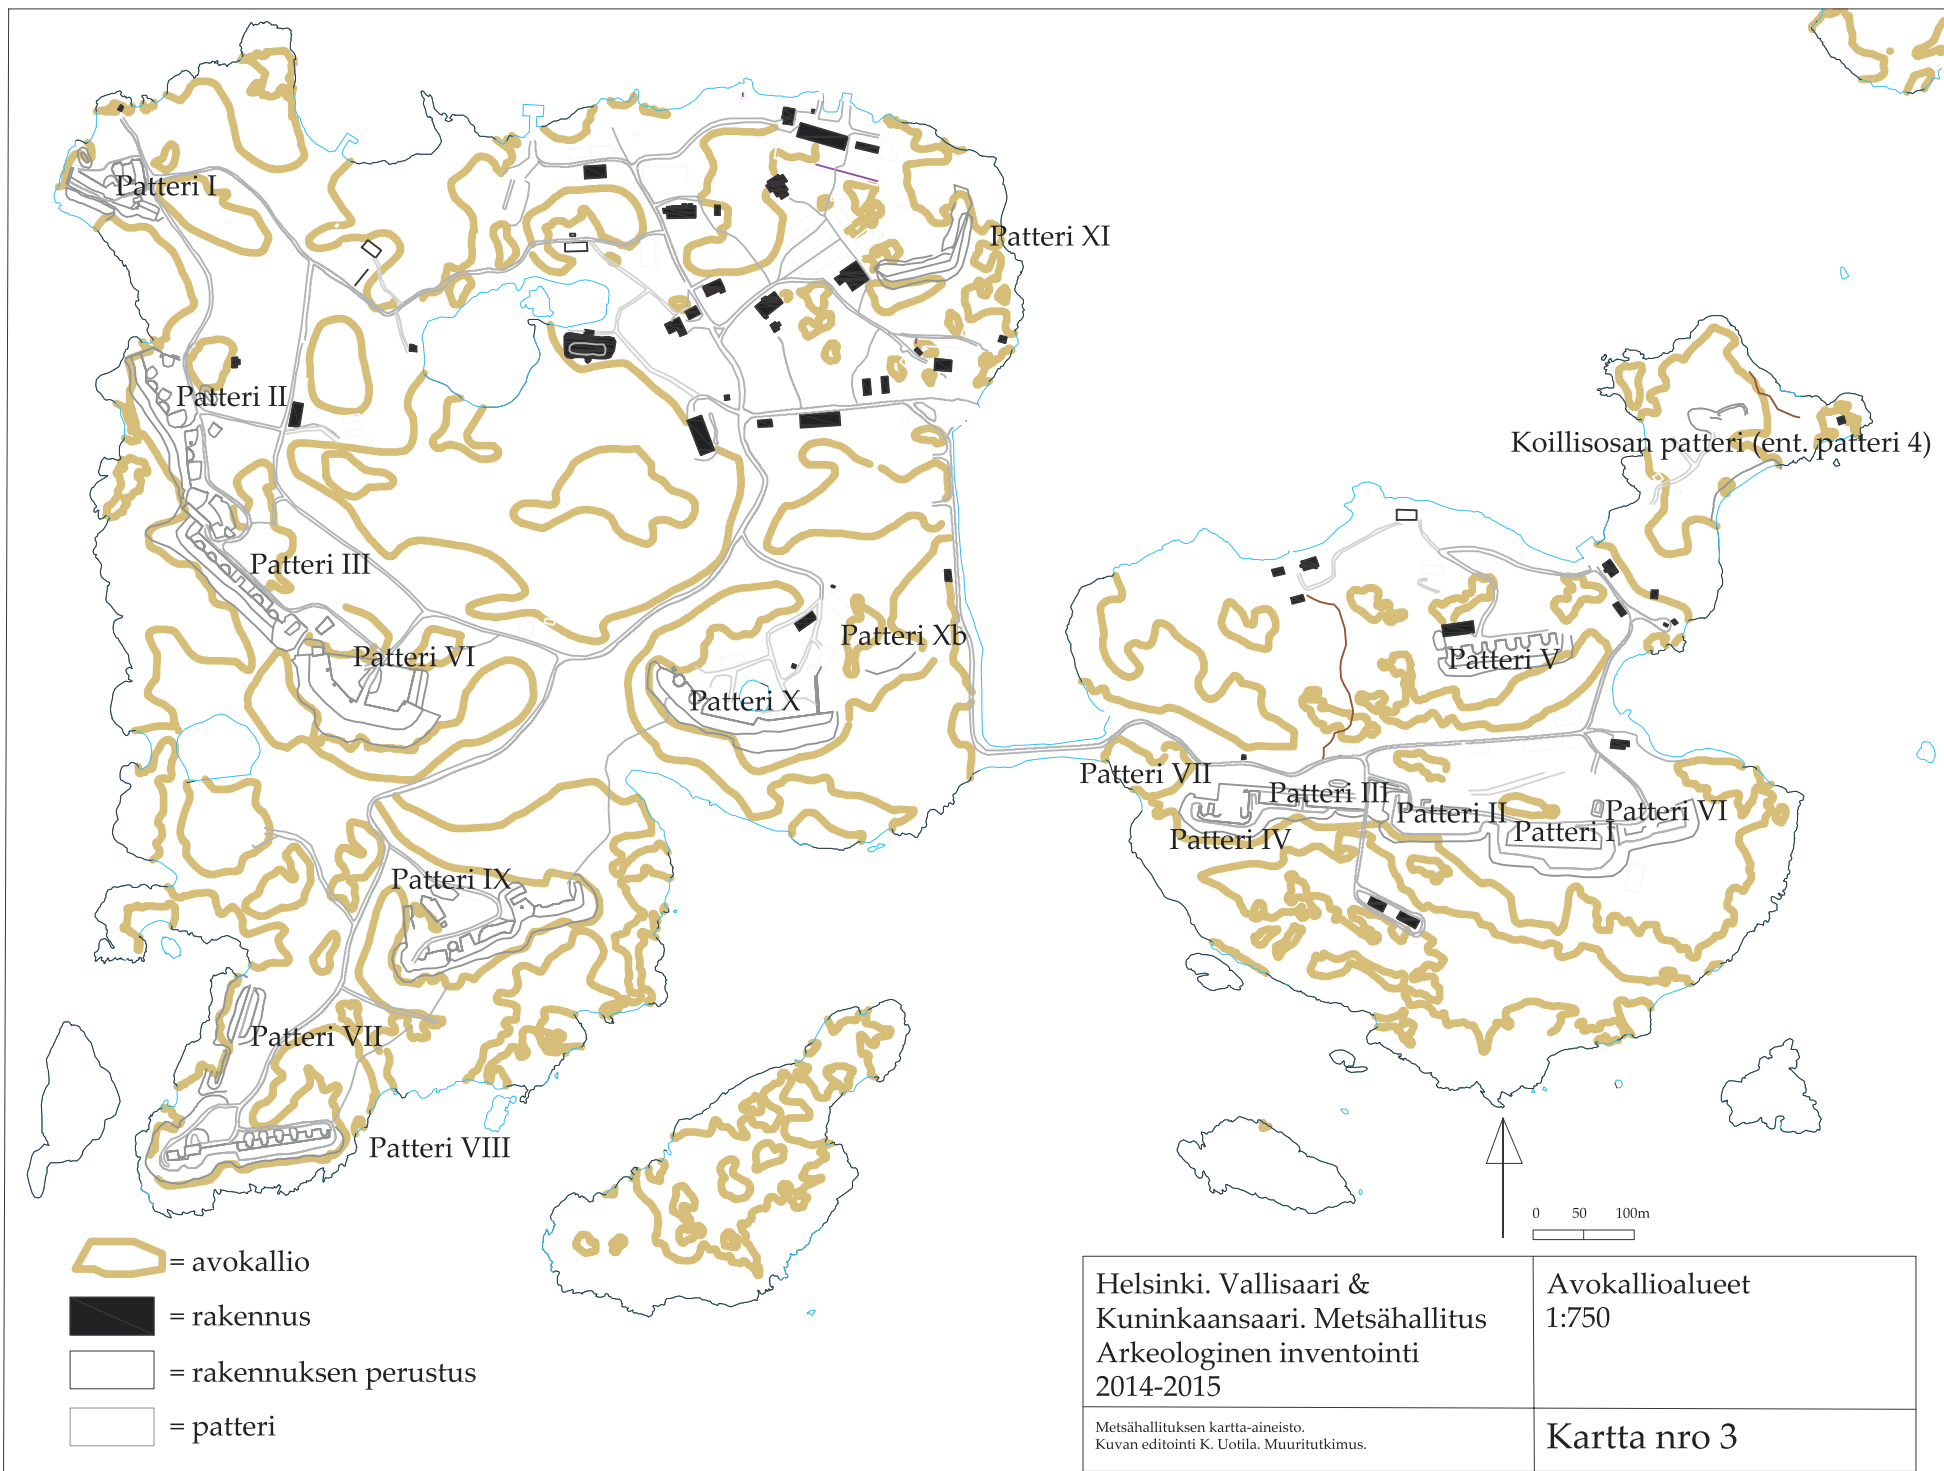 Patteri I
Patteri XI
Patteri II
Koillisosan patteri (ent. patteri 4)
Patteri III
Patteri VI
Patteri Xb
Patteri X
Patteri V
Patteri VII
Patteri III
Patteri II
Patteri I
Patteri VI
Patteri IV
Patteri IX
Patteri VII
Patteri VIII
0 50 100m
= avokallio
= rakennus
= rakennuksen perustus
= patteri
Helsinki. Vallisaari &
Kuninkaansaari. Metsähallitus
Arkeologinen inventointi
2014-2015
Avokallioalueet
1:750
Metsähallituksen kartta-aineisto.
Kuvan editointi K. Uotila. Muuritutkimus.
Kartta nro 3